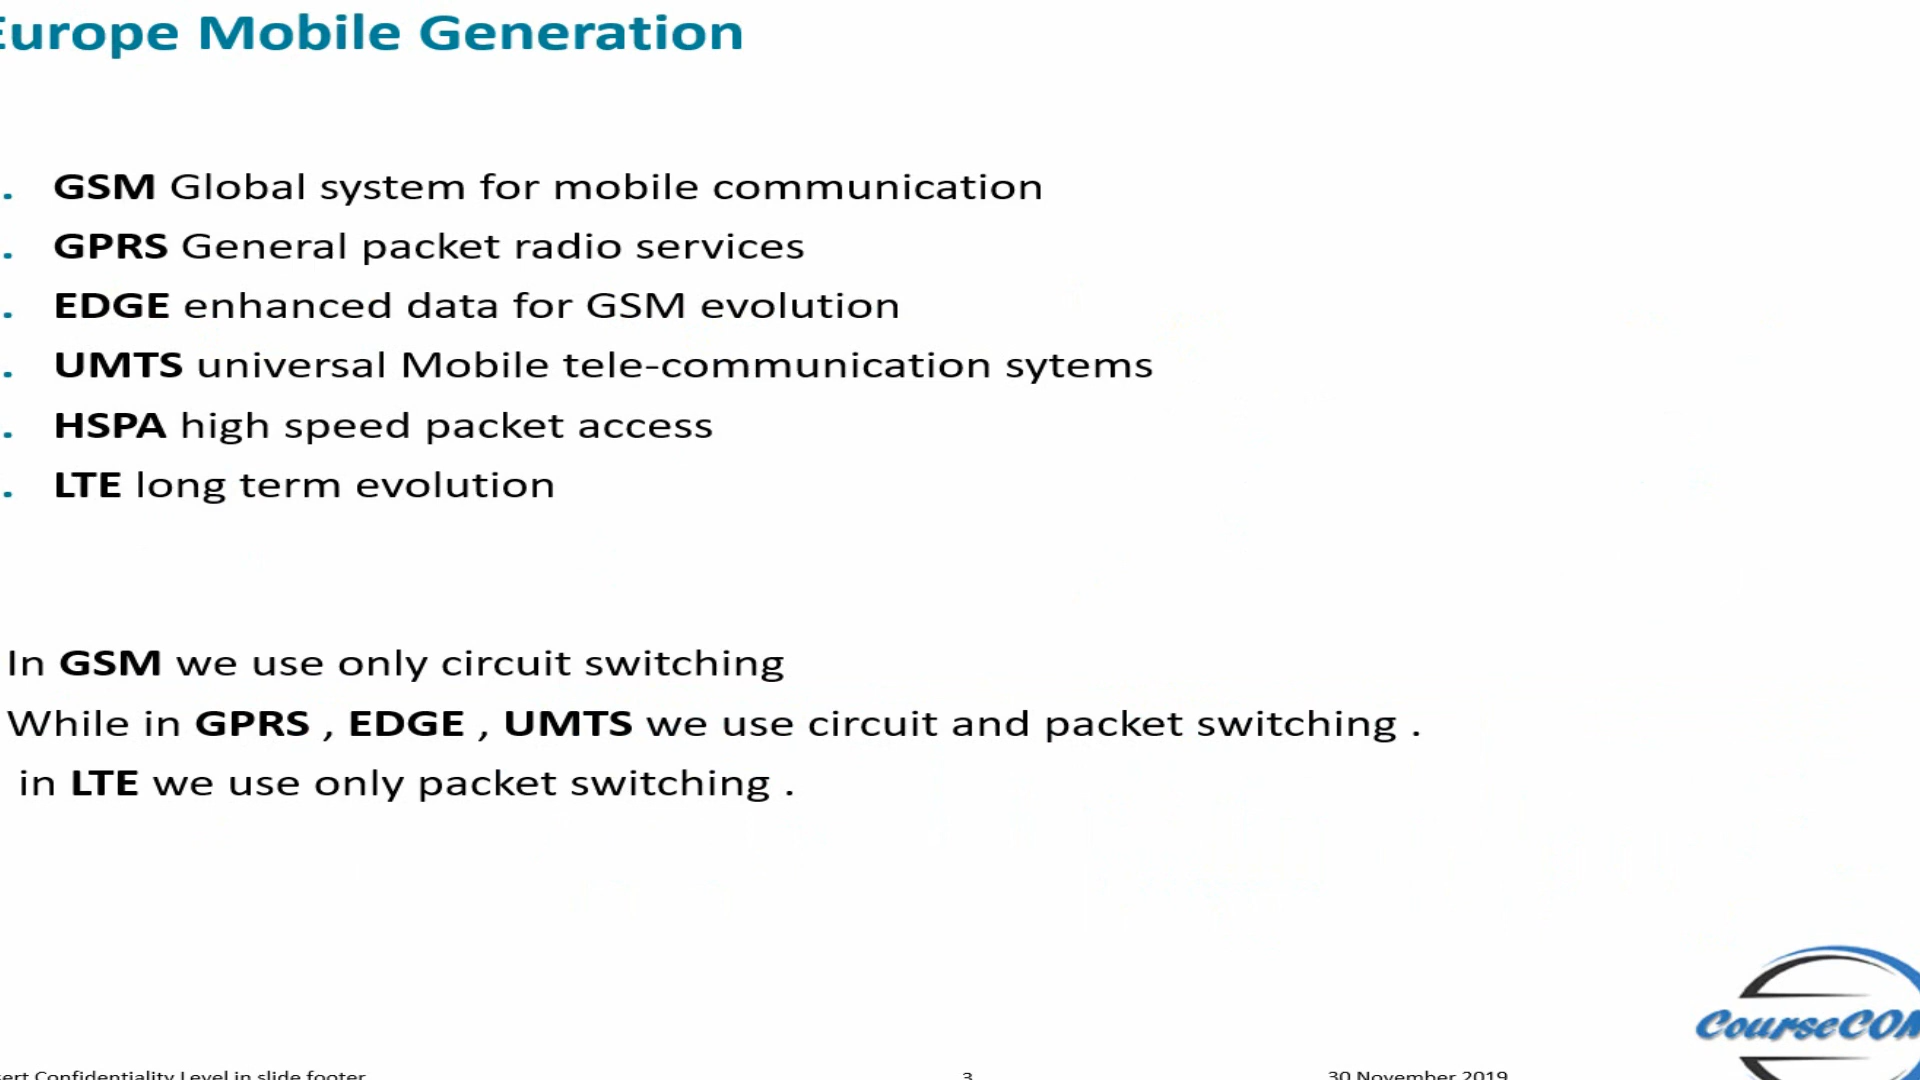 Europe Mobile Generation
. GSM Global system for mobile communication
. GPRS General packet radio services
. EDGE enhanced data for GSM evolution
. UMTS universal Mobile tele-communication sytems
. HSPA high speed packet access
. LTE long term evolution
In GSM we use only circuit switching
While in GPRS , EDGE , UMTS we use circuit and packet switching .
in LTE we use only packet switching .
CourseCOM
sert Confidentiality Level in slide footer 3 30 November 2019